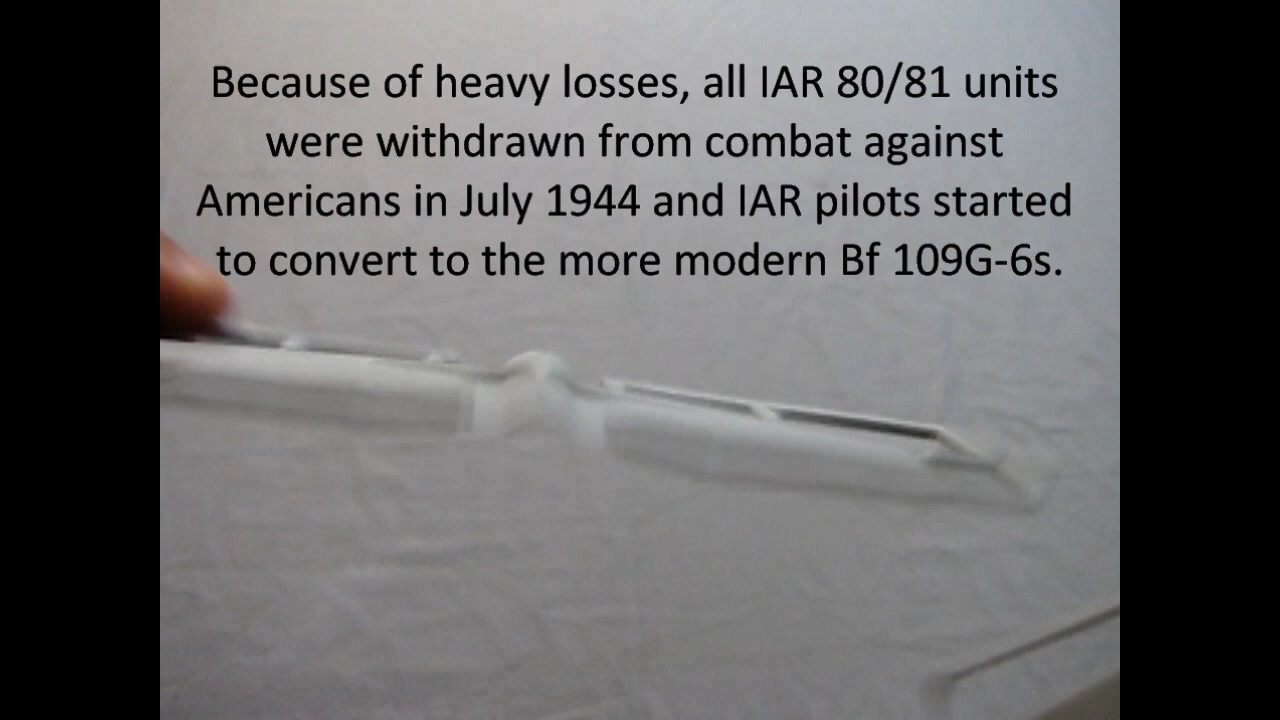 Because of heavy losses, all IAR 80/81 units
were withdrawn from combat against
Americans in July 1944 and IAR pilots started
to convert to the more modern Bf 109G-6s.